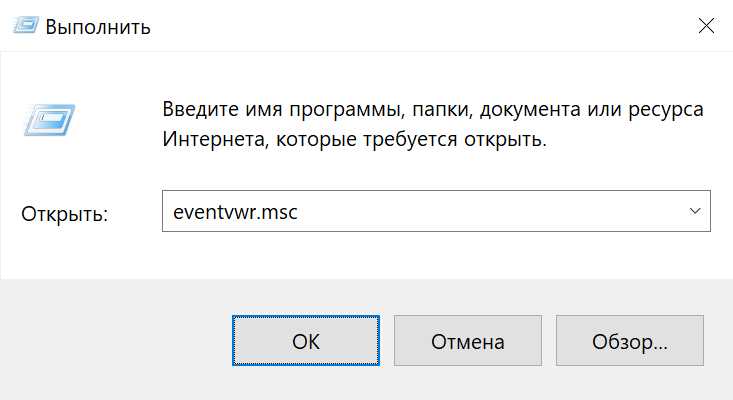 Выполнить
Введите имя программы, папки, документа или ресурса
Интернета, которые требуется открыть.
Открыть:
eventvwr.msc
OK
Отмена
Обзор...